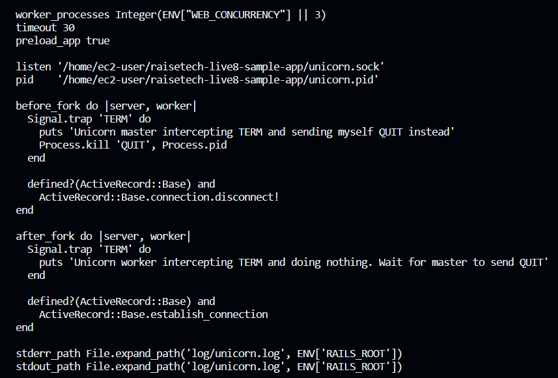 worker_processes Integer(ENV["WEB_CONCURRENCY"] || 3)
timeout 30
preload_app true

listen '/home/ec2-user/raisetech-live8-sample-app/unicorn.sock'
pid    '/home/ec2-user/raisetech-live8-sample-app/unicorn.pid'

before_fork do |server, worker|
  Signal.trap 'TERM' do
    puts 'Unicorn master intercepting TERM and sending myself QUIT instead'
    Process.kill 'QUIT', Process.pid
  end

  defined?(ActiveRecord::Base) and
    ActiveRecord::Base.connection.disconnect!
end

after_fork do |server, worker|
  Signal.trap 'TERM' do
    puts 'Unicorn worker intercepting TERM and doing nothing. Wait for master to send QUIT'
  end

  defined?(ActiveRecord::Base) and
    ActiveRecord::Base.establish_connection
end

stderr_path File.expand_path('log/unicorn.log', ENV['RAILS_ROOT'])
stdout_path File.expand_path('log/unicorn.log', ENV['RAILS_ROOT'])